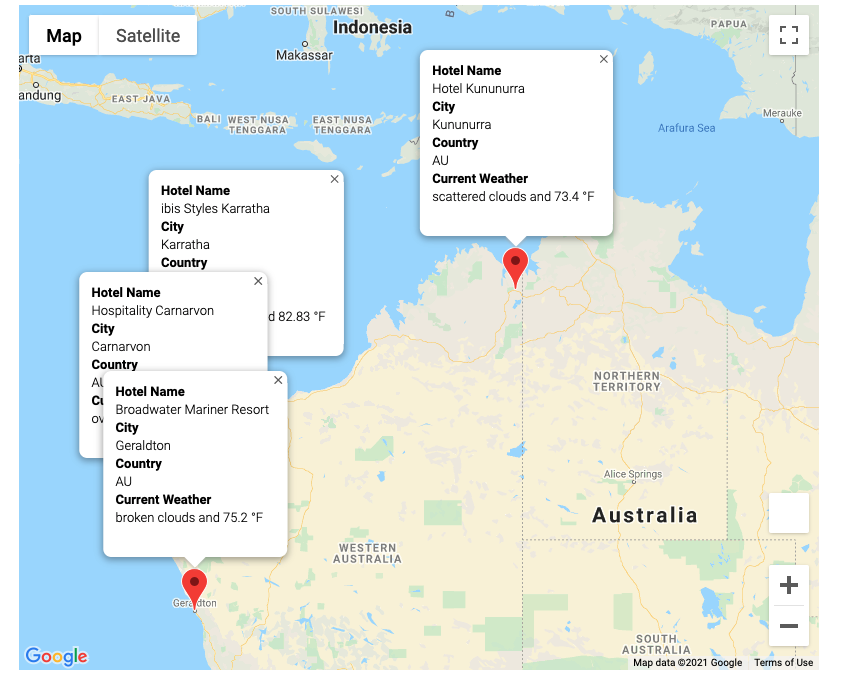 Map
Satellite
SOUTH SULAWESI
Indonesia
Makassar
PAPUA
arta
andung
EAST JAVA
BALI
WEST NUSA
TENGGARA
EAST NUSA
TENGGARA
Arafura Sea
Merauke
Hotel Name
Hotel Kununurra
City
Kununurra
Country
AU
Current Weather
scattered clouds and 73.4 °F
Hotel Name
ibis Styles Karratha
City
Karratha
Country
d 82.83 °F
Hotel Name
Hospitality Carnarvon
City
Carnarvon
Country
AU
Cu
ov
Hotel Name
Broadwater Mariner Resort
City
Geraldton
Country
AU
Current Weather
broken clouds and 75.2 °F
NORTHERN
TERRITORY
Alice Springs
Australia
WESTERN
AUSTRALIA
Geraldton
SOUTH
AUSTRALIA
Google
Map data ©2021 Google
Terms of Use